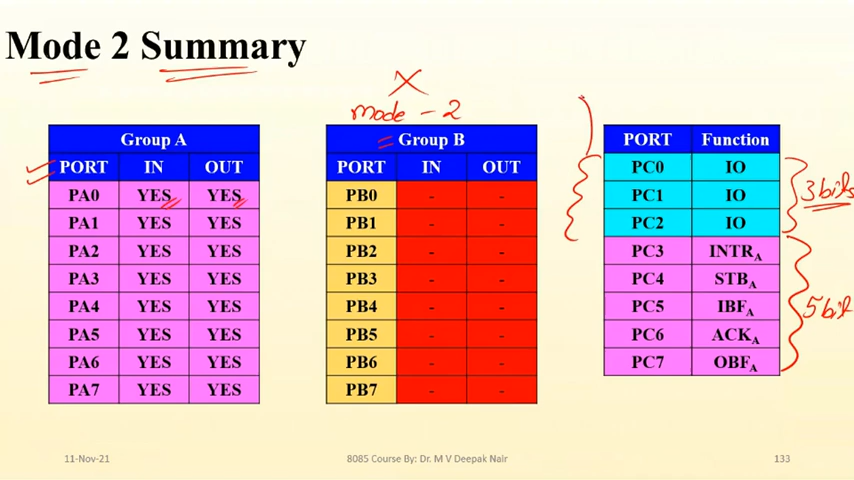 Mode 2 Summary
mode - 2
Group A
PORT IN OUT
PA0 YES YES
PA1 YES YES
PA2 YES YES
PA3 YES YES
PA4 YES YES
PA5 YES YES
PA6 YES YES
PA7 YES YES
Group B
PORT IN OUT
PB0 - -
PB1 - -
PB2 - -
PB3 - -
PB4 - -
PB5 - -
PB6 - -
PB7 - -
PORT Function
PC0 IO
PC1 IO
PC2 IO
PC3 INTRA
PC4 STBA
PC5 IBFA
PC6 ACKA
PC7 OBFA
3 bits
5 bit
11-Nov-21 8085 Course By: Dr. M V Deepak Nair 133